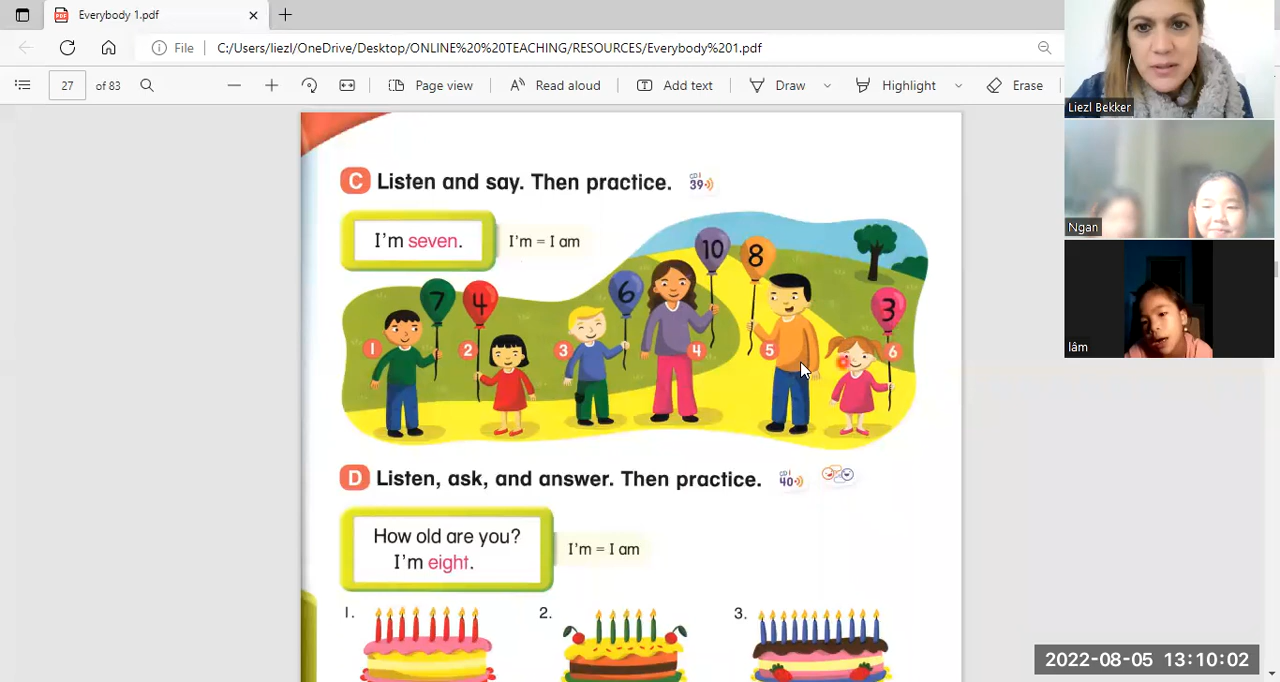 Everybody 1.pdf
File C:/Users/liezl/OneDrive/Desktop/ONLINE%20%20TEACHING/RESOURCES/Everybody%201.pdf
27 of 83 Page view Read aloud Add text Draw Highlight Erase
Liezl Bekker
Ngan
lâm
C Listen and say. Then practice. CD1 39
I'm seven. I'm = I am
7 4 6 10 8 3
1 2 3 4 5 6
D Listen, ask, and answer. Then practice. CD1 40
How old are you?
I'm eight.
I'm = I am
1. 2. 3.
2022-08-05 13:10:02